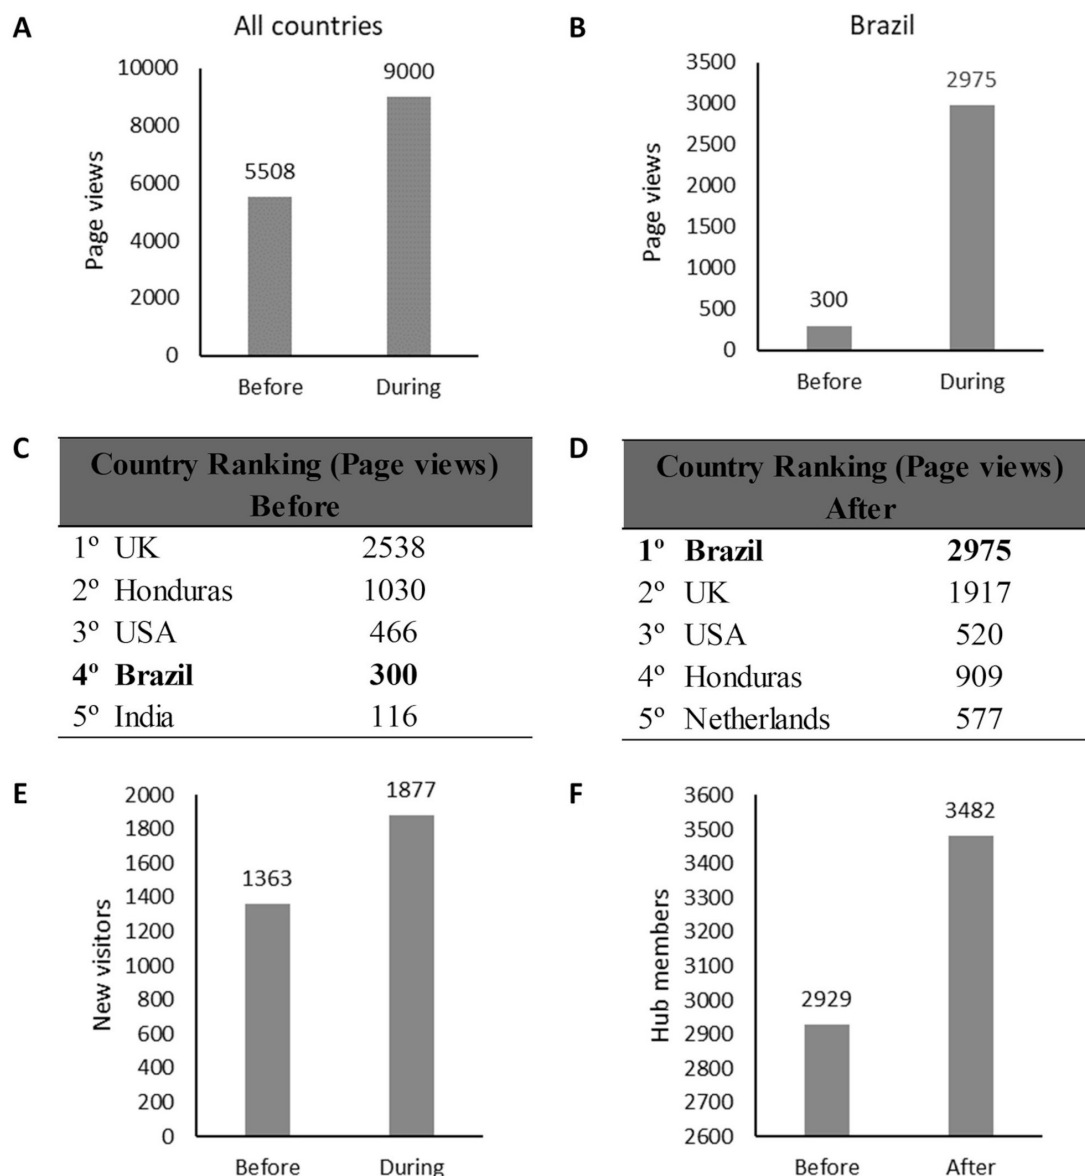 A
All countries
Page views
10000
8000
6000
4000
2000
0
5508
9000
Before
During
B
Brazil
Page views
3500
3000
2500
2000
1500
1000
500
0
300
2975
Before
During
C
Country Ranking (Page views)
Before
1º UK 2538
2º Honduras 1030
3º USA 466
4º Brazil 300
5º India 116
D
Country Ranking (Page views)
After
1º Brazil 2975
2º UK 1917
3º USA 520
4º Honduras 909
5º Netherlands 577
E
New visitors
2000
1800
1600
1400
1200
1000
800
600
400
200
0
1363
1877
Before
During
F
Hub members
3600
3500
3400
3300
3200
3100
3000
2900
2800
2700
2600
2929
3482
Before
After